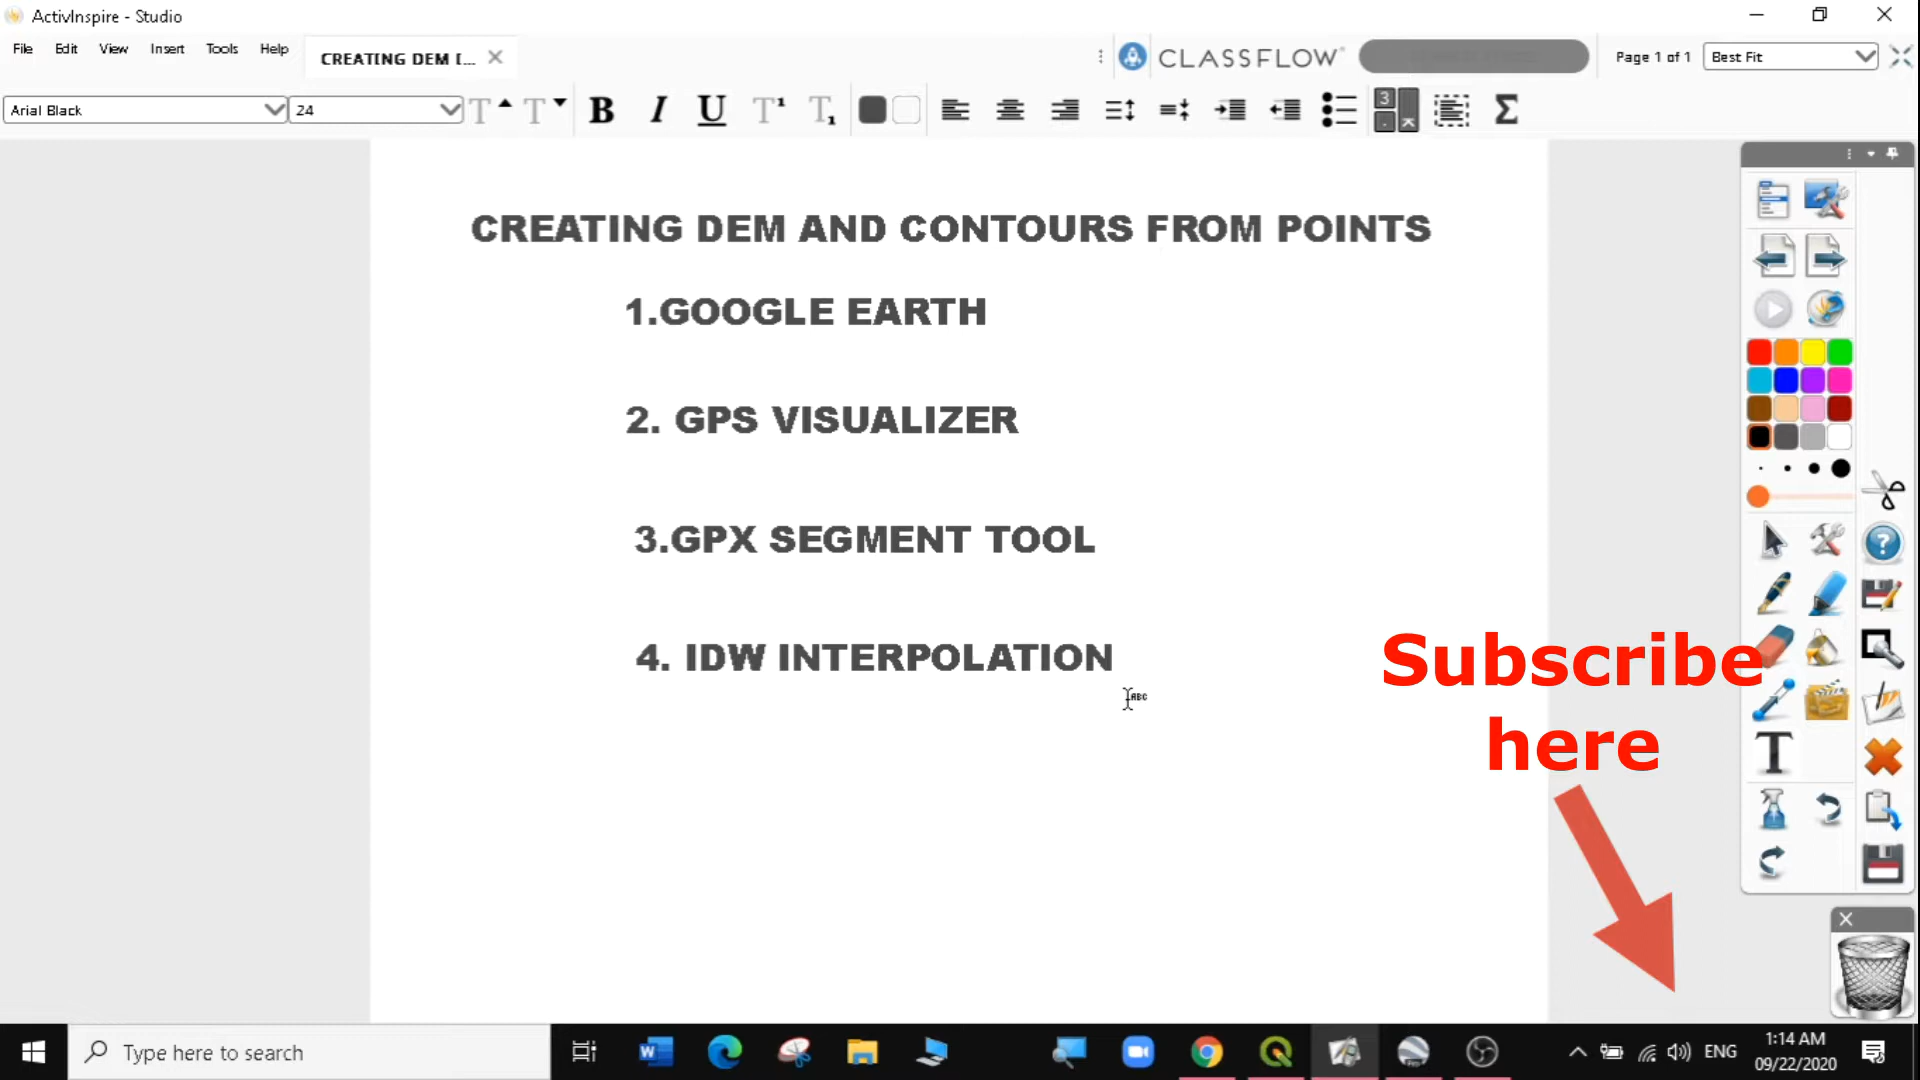 ActivInspire - Studio
File Edit View Insert Tools Help
CREATING DEM [...
CLASSFLOW
Page 1 of 1
Best Fit
Arial Black
24
CREATING DEM AND CONTOURS FROM POINTS
1.GOOGLE EARTH
2. GPS VISUALIZER
3.GPX SEGMENT TOOL
4. IDW INTERPOLATION
ABC
Subscribe
here
Type here to search
ENG
1:14 AM
09/22/2020